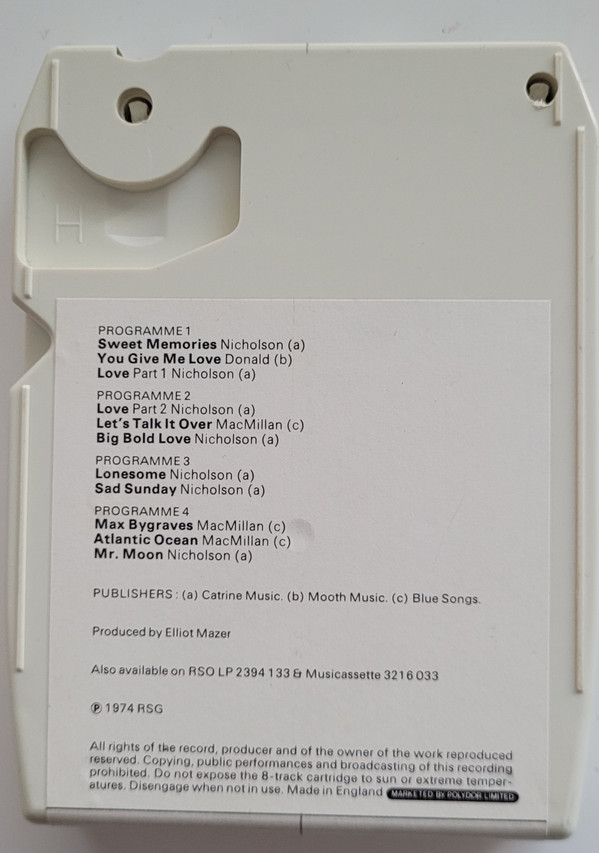 H
PROGRAMME 1
Sweet Memories Nicholson (a)
You Give Me Love Donald (b)
Love Part 1 Nicholson (a)
PROGRAMME 2
Love Part 2 Nicholson (a)
Let's Talk It Over MacMillan (c)
Big Bold Love Nicholson (a)
PROGRAMME 3
Lonesome Nicholson (a)
Sad Sunday Nicholson (a)
PROGRAMME 4
Max Bygraves MacMillan (c)
Atlantic Ocean MacMillan (c)
Mr. Moon Nicholson (a)
PUBLISHERS : (a) Catrine Music. (b) Mooth Music. (c) Blue Songs.
Produced by Elliot Mazer
Also available on RSO LP 2394 133 & Musicassette 3216 033
℗ 1974 RSG
All rights of the record, producer and of the owner of the work reproduced
reserved. Copying, public performances and broadcasting of this recording
prohibited. Do not expose the 8-track cartridge to sun or extreme temper-
atures. Disengage when not in use. Made in England MARKETED BY POLYDOR LIMITED